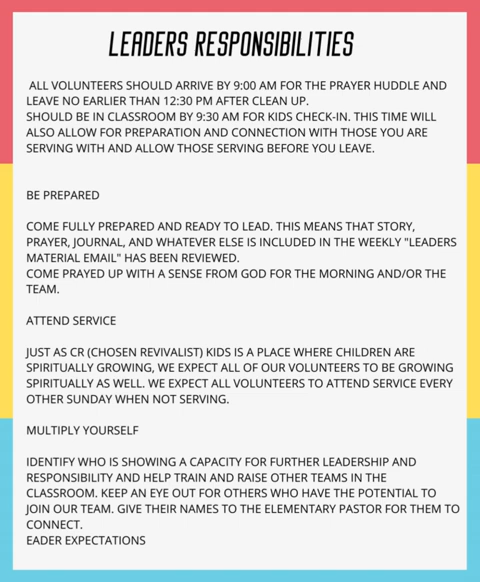 LEADERS RESPONSIBILITIES
ALL VOLUNTEERS SHOULD ARRIVE BY 9:00 AM FOR THE PRAYER HUDDLE AND
LEAVE NO EARLIER THAN 12:30 PM AFTER CLEAN UP.
SHOULD BE IN CLASSROOM BY 9:30 AM FOR KIDS CHECK-IN. THIS TIME WILL
ALSO ALLOW FOR PREPARATION AND CONNECTION WITH THOSE YOU ARE
SERVING WITH AND ALLOW THOSE SERVING BEFORE YOU LEAVE.
BE PREPARED
COME FULLY PREPARED AND READY TO LEAD. THIS MEANS THAT STORY,
PRAYER, JOURNAL, AND WHATEVER ELSE IS INCLUDED IN THE WEEKLY "LEADERS
MATERIAL EMAIL" HAS BEEN REVIEWED.
COME PRAYED UP WITH A SENSE FROM GOD FOR THE MORNING AND/OR THE
TEAM.
ATTEND SERVICE
JUST AS CR (CHOSEN REVIVALIST) KIDS IS A PLACE WHERE CHILDREN ARE
SPIRITUALLY GROWING, WE EXPECT ALL OF OUR VOLUNTEERS TO BE GROWING
SPIRITUALLY AS WELL. WE EXPECT ALL VOLUNTEERS TO ATTEND SERVICE EVERY
OTHER SUNDAY WHEN NOT SERVING.
MULTIPLY YOURSELF
IDENTIFY WHO IS SHOWING A CAPACITY FOR FURTHER LEADERSHIP AND
RESPONSIBILITY AND HELP TRAIN AND RAISE OTHER TEAMS IN THE
CLASSROOM. KEEP AN EYE OUT FOR OTHERS WHO HAVE THE POTENTIAL TO
JOIN OUR TEAM. GIVE THEIR NAMES TO THE ELEMENTARY PASTOR FOR THEM TO
CONNECT.
EADER EXPECTATIONS